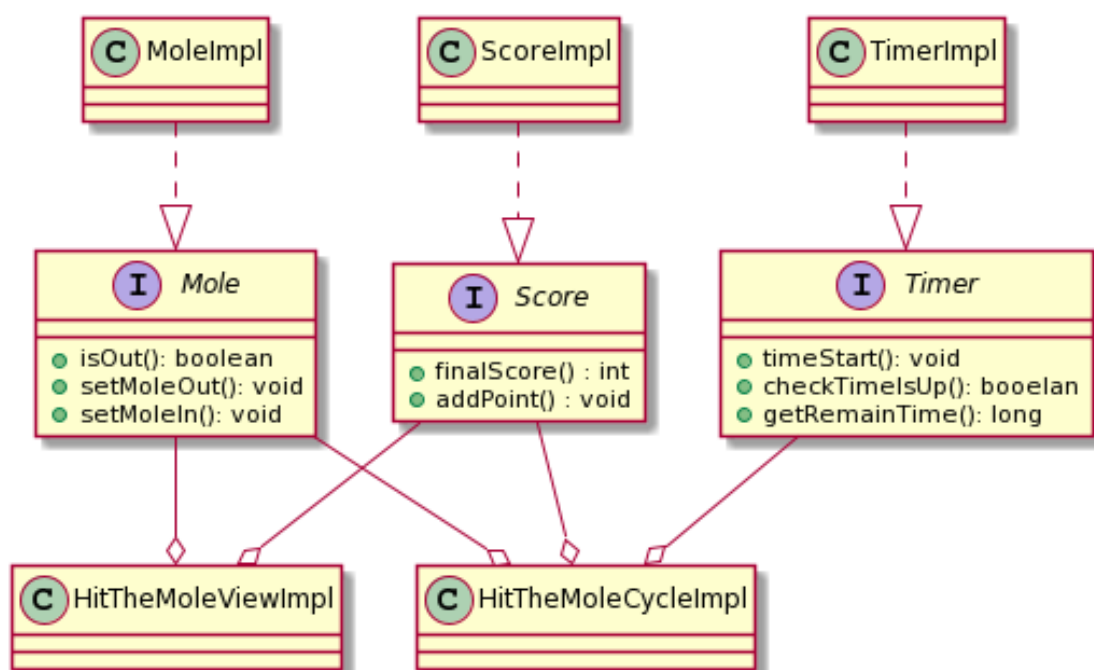 C MoleImpl
C ScoreImpl
C TimerImpl
I Mole
isOut(): boolean
setMoleOut(): void
setMoleIn(): void
I Score
finalScore() : int
addPoint() : void
I Timer
timeStart(): void
checkTimeIsUp(): booelan
getRemainTime(): long
C HitTheMoleViewImpl
C HitTheMoleCycleImpl